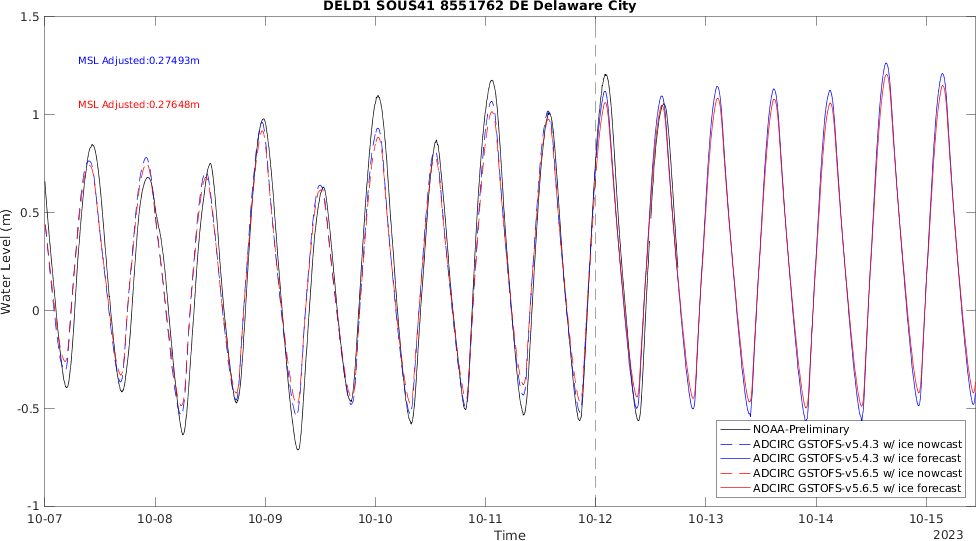 DELD1 SOUS41 8551762 DE Delaware City
1.5
MSL Adjusted:0.27493m
MSL Adjusted:0.27648m
1
0.5
Water Level (m)
0
-0.5
-1
NOAA-Preliminary
ADCIRC GSTOFS-v5.4.3 w/ ice nowcast
ADCIRC GSTOFS-v5.4.3 w/ ice forecast
ADCIRC GSTOFS-v5.6.5 w/ ice nowcast
ADCIRC GSTOFS-v5.6.5 w/ ice forecast
10-07 10-08 10-09 10-10 10-11 10-12 10-13 10-14 10-15
Time
2023